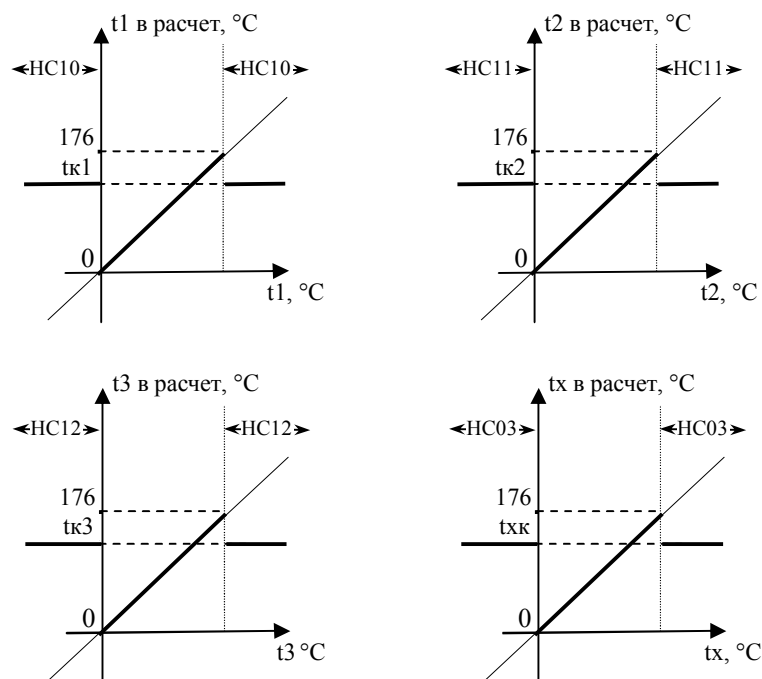 t1 в расчет, °C
НС10
НС10
176
tк1
0
t1, °C
t2 в расчет, °C
НС11
НС11
176
tк2
0
t2, °C
t3 в расчет, °C
НС12
НС12
176
tк3
0
t3 °C
tх в расчет, °C
НС03
НС03
176
tхк
0
tх, °C